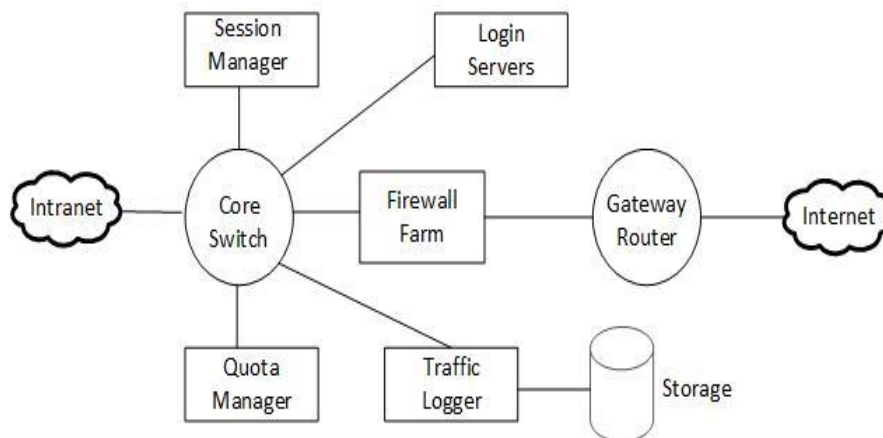 Session
Manager
Login
Servers
Intranet
Core
Switch
Firewall
Farm
Gateway
Router
Internet
Quota
Manager
Traffic
Logger
Storage